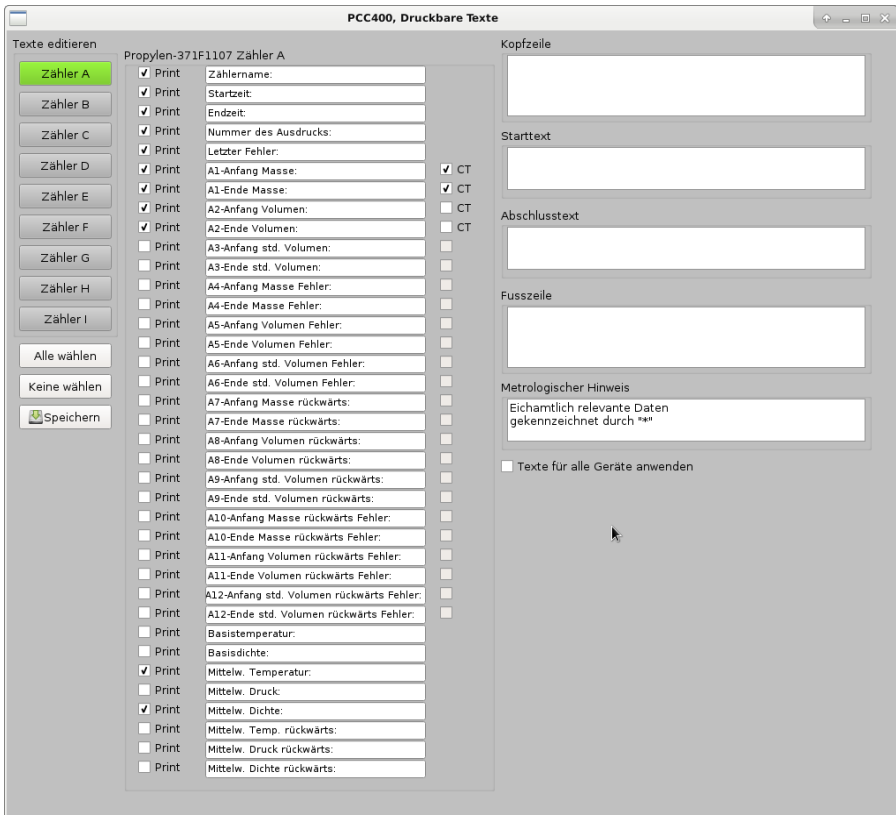 PCC400, Druckbare Texte
Texte editieren
Zähler A
Zähler B
Zähler C
Zähler D
Zähler E
Zähler F
Zähler G
Zähler H
Zähler I
Alle wählen
Keine wählen
Speichern
Propylen-371F1107 Zähler A
Print Zählername:
Print Startzeit:
Print Endzeit:
Print Nummer des Ausdrucks:
Print Letzter Fehler:
Print A1-Anfang Masse: CT
Print A1-Ende Masse: CT
Print A2-Anfang Volumen: CT
Print A2-Ende Volumen: CT
Print A3-Anfang std. Volumen:
Print A3-Ende std. Volumen:
Print A4-Anfang Masse Fehler:
Print A4-Ende Masse Fehler:
Print A5-Anfang Volumen Fehler:
Print A5-Ende Volumen Fehler:
Print A6-Anfang std. Volumen Fehler:
Print A6-Ende std. Volumen Fehler:
Print A7-Anfang Masse rückwärts:
Print A7-Ende Masse rückwärts:
Print A8-Anfang Volumen rückwärts:
Print A8-Ende Volumen rückwärts:
Print A9-Anfang std. Volumen rückwärts:
Print A9-Ende std. Volumen rückwärts:
Print A10-Anfang Masse rückwärts Fehler:
Print A10-Ende Masse rückwärts Fehler:
Print A11-Anfang Volumen rückwärts Fehler:
Print A11-Ende Volumen rückwärts Fehler:
Print A12-Anfang std. Volumen rückwärts Fehler:
Print A12-Ende std. Volumen rückwärts Fehler:
Print Basistemperatur:
Print Basisdichte:
Print Mittelw. Temperatur:
Print Mittelw. Druck:
Print Mittelw. Dichte:
Print Mittelw. Temp. rückwärts:
Print Mittelw. Druck rückwärts:
Print Mittelw. Dichte rückwärts:
Kopfzeile
Starttext
Abschlusstext
Fusszeile
Metrologischer Hinweis
Eichamtlich relevante Daten
gekennzeichnet durch "*"
Texte für alle Geräte anwenden